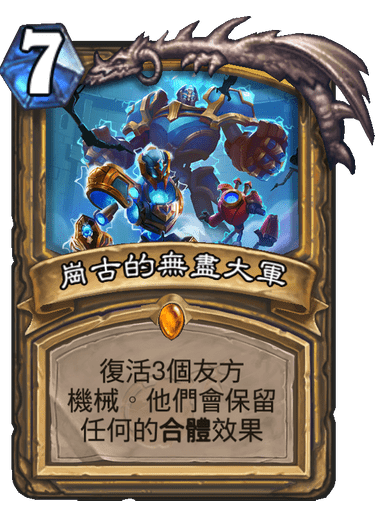 7
崗古的無盡大軍
復活3個友方
機械。他們會保留
任何的合體效果